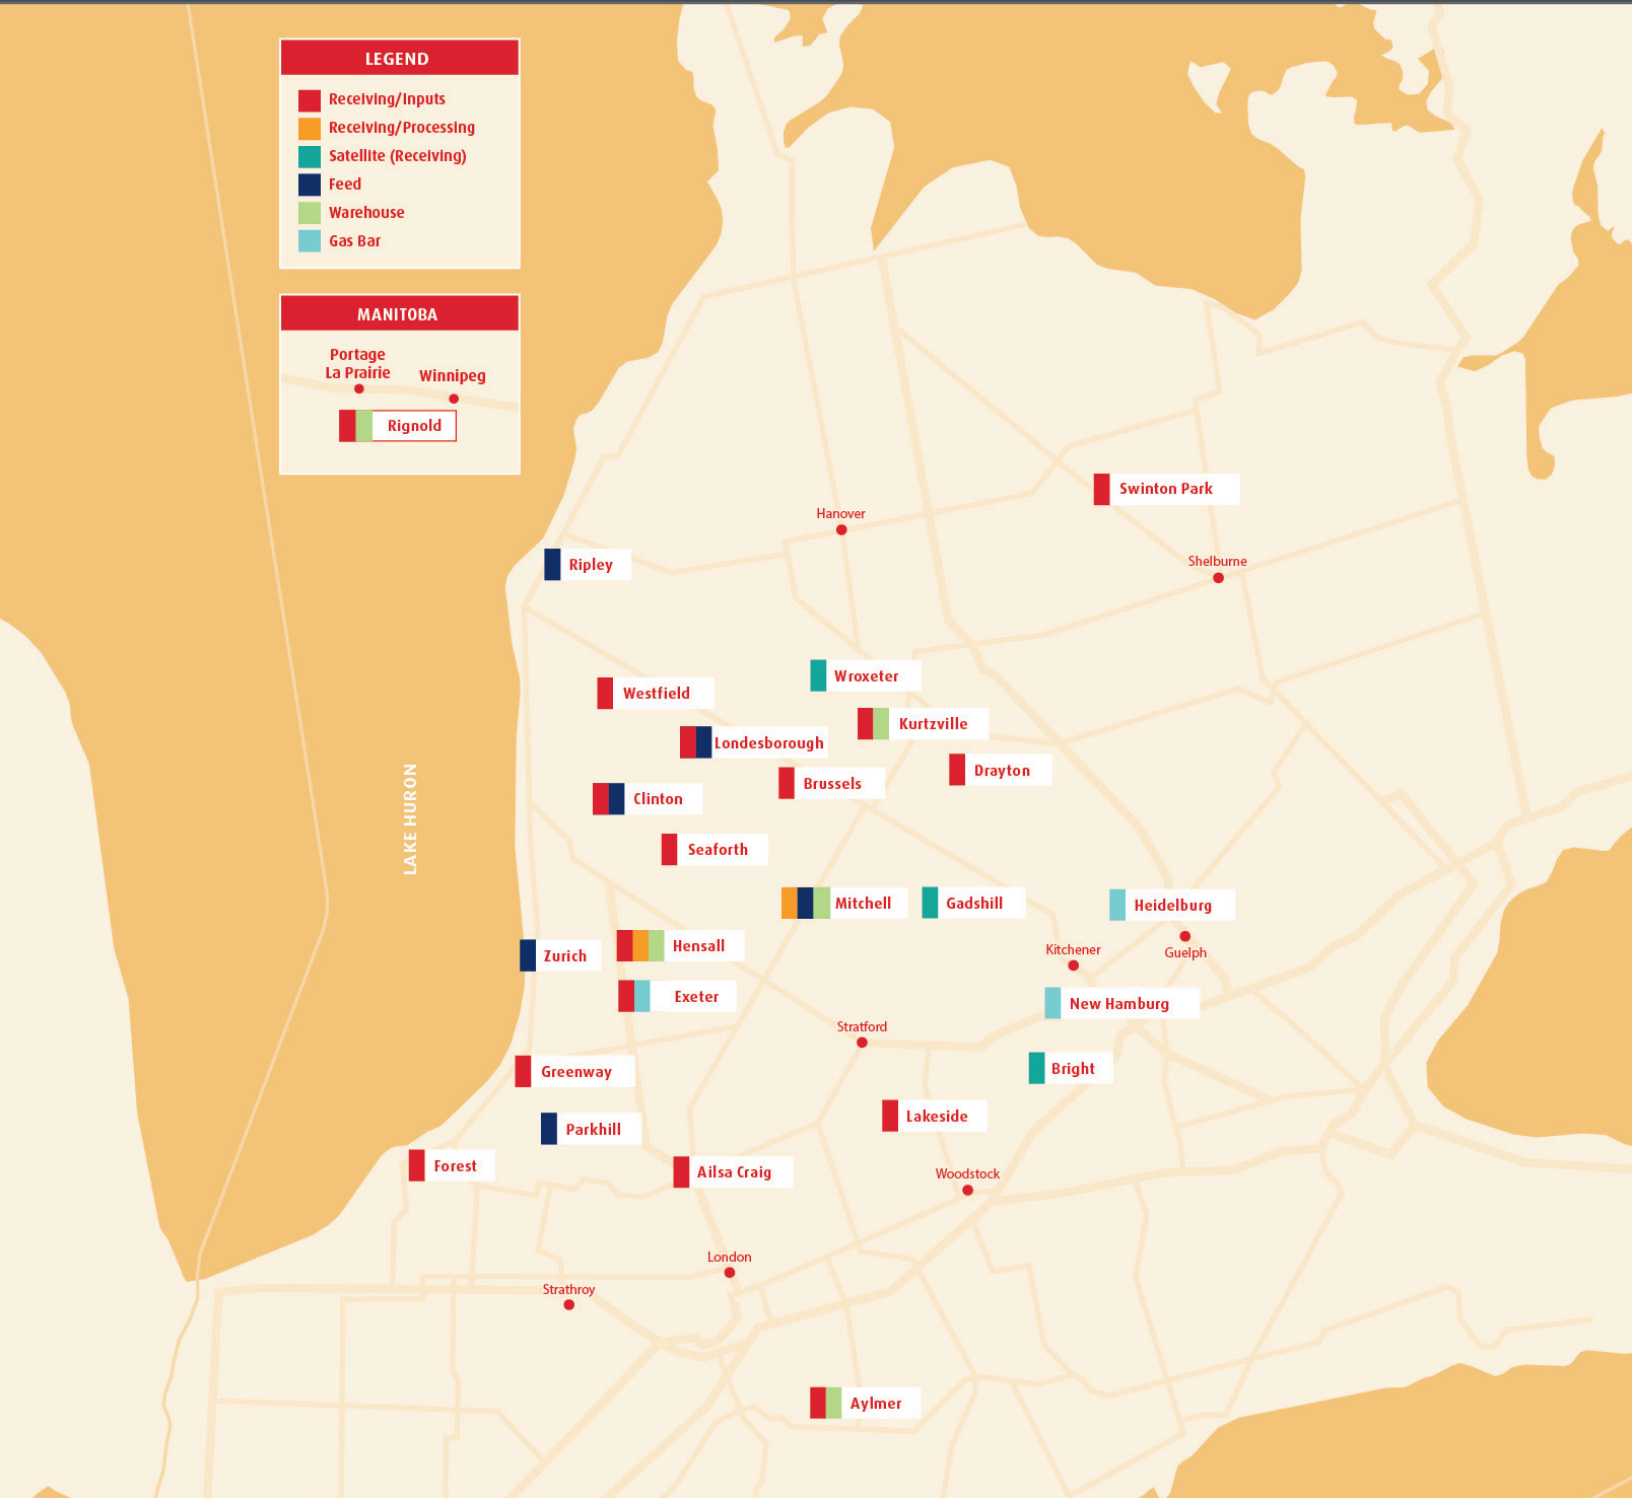 LEGEND
Receiving/Inputs
Receiving/Processing
Satellite (Receiving)
Feed
Warehouse
Gas Bar
MANITOBA
Portage
La Prairie
Winnipeg
Rignold
Swinton Park
Hanover
Shelburne
Ripley
Wroxeter
Westfield
Kurtzville
Londesborough
Drayton
Brussels
Clinton
LAKE HURON
Seaforth
Mitchell
Gadshill
Heidelburg
Hensall
Kitchener
Guelph
Zurich
Exeter
New Hamburg
Stratford
Bright
Greenway
Lakeside
Parkhill
Forest
Ailsa Craig
Woodstock
London
Strathroy
Aylmer